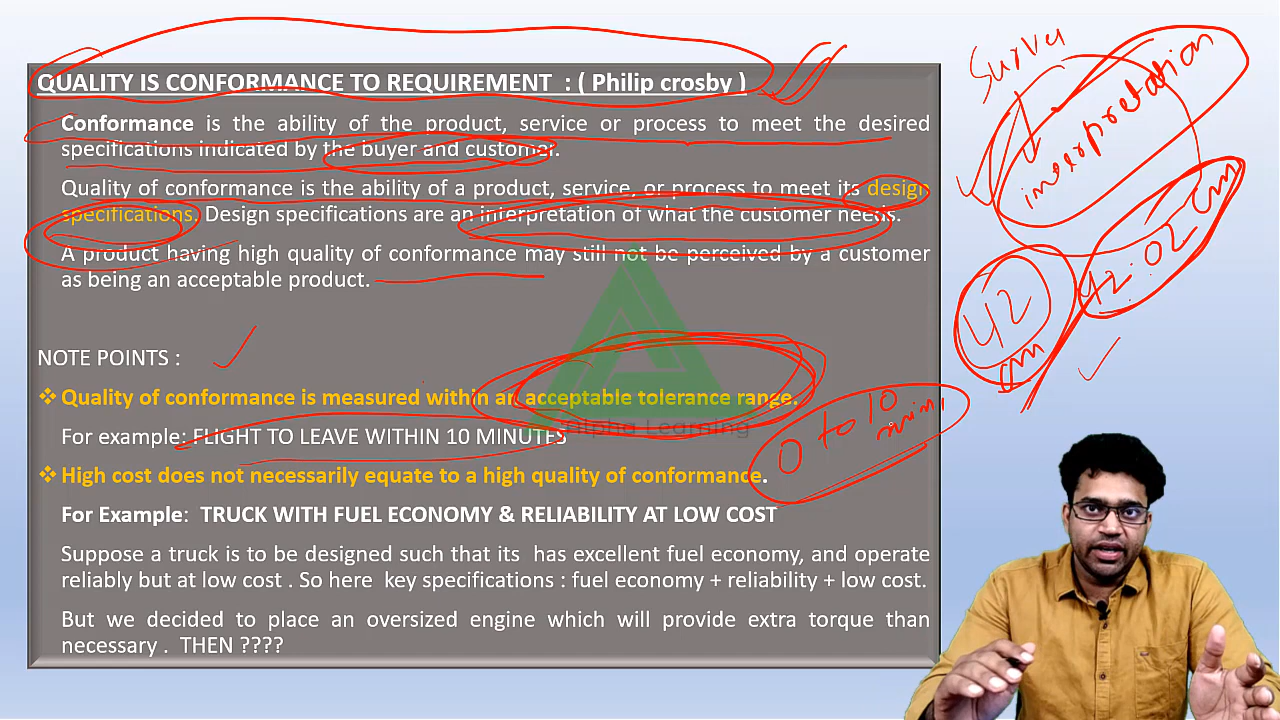 QUALITY IS CONFORMANCE TO REQUIREMENT : ( Philip crosby )
Conformance is the ability of the product, service or process to meet the desired
specifications indicated by the buyer and customer.
Quality of conformance is the ability of a product, service, or process to meet its design
specifications. Design specifications are an interpretation of what the customer needs.
A product having high quality of conformance may still not be perceived by a customer
as being an acceptable product.
NOTE POINTS :
❖ Quality of conformance is measured within an acceptable tolerance range.
For example: FLIGHT TO LEAVE WITHIN 10 MINUTES
❖ High cost does not necessarily equate to a high quality of conformance.
For Example: TRUCK WITH FUEL ECONOMY & RELIABILITY AT LOW COST
Suppose a truck is to be designed such that its has excellent fuel economy, and operate
reliably but at low cost . So here key specifications : fuel economy + reliability + low cost.
But we decided to place an oversized engine which will provide extra torque than
necessary . THEN ????
Alpha Learning
interpretation
42
cm
42.02 cm
0 to 10